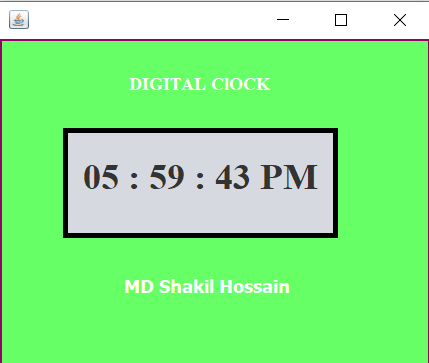 DIGITAL ClOCK
05 : 59 : 43 PM
MD Shakil Hossain